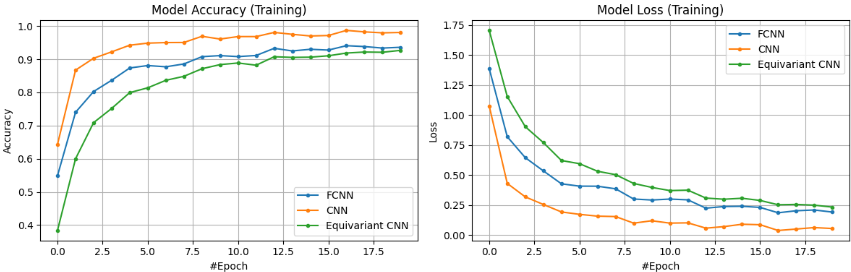 Model Accuracy (Training)
1.0
0.9
0.8
0.7
0.6
0.5
0.4
Accuracy
FCNN
CNN
Equivariant CNN
0.0
2.5
5.0
7.5
10.0
12.5
15.0
17.5
#Epoch
Model Loss (Training)
1.75
1.50
1.25
1.00
0.75
0.50
0.25
0.00
Loss
FCNN
CNN
Equivariant CNN
0.0
2.5
5.0
7.5
10.0
12.5
15.0
17.5
#Epoch